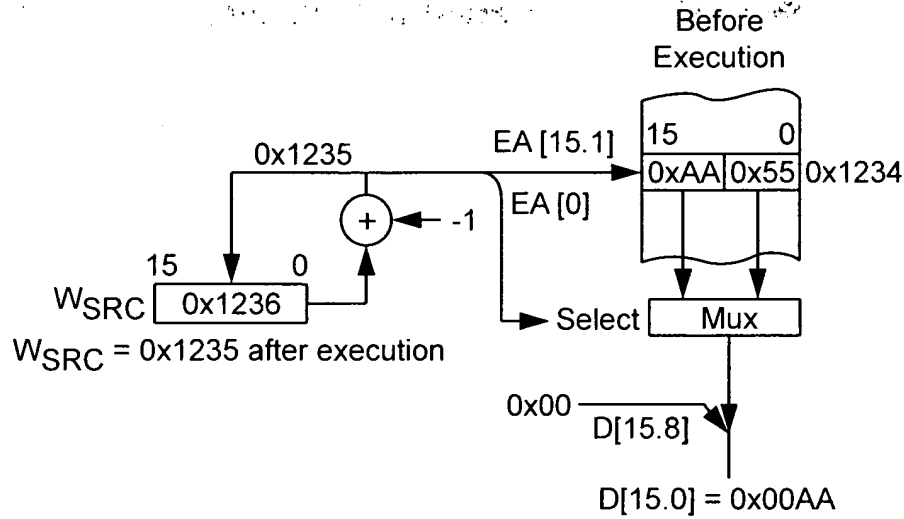 Before
Execution
15 0
0x1235
EA [15.1]
0xAA 0x55 0x1234
EA [0]
+
-1
15 0
WSRC 0x1236
Select Mux
WSRC = 0x1235 after execution
0x00
D[15.8]
D[15.0] = 0x00AA